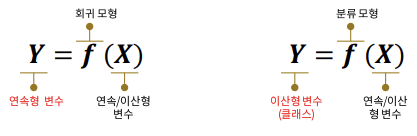 회귀 모형
Y = f (X)
연속형 변수
연속/이산형
변수
분류 모형
Y = f (X)
이산형 변수
(클래스)
연속/이산
형 변수